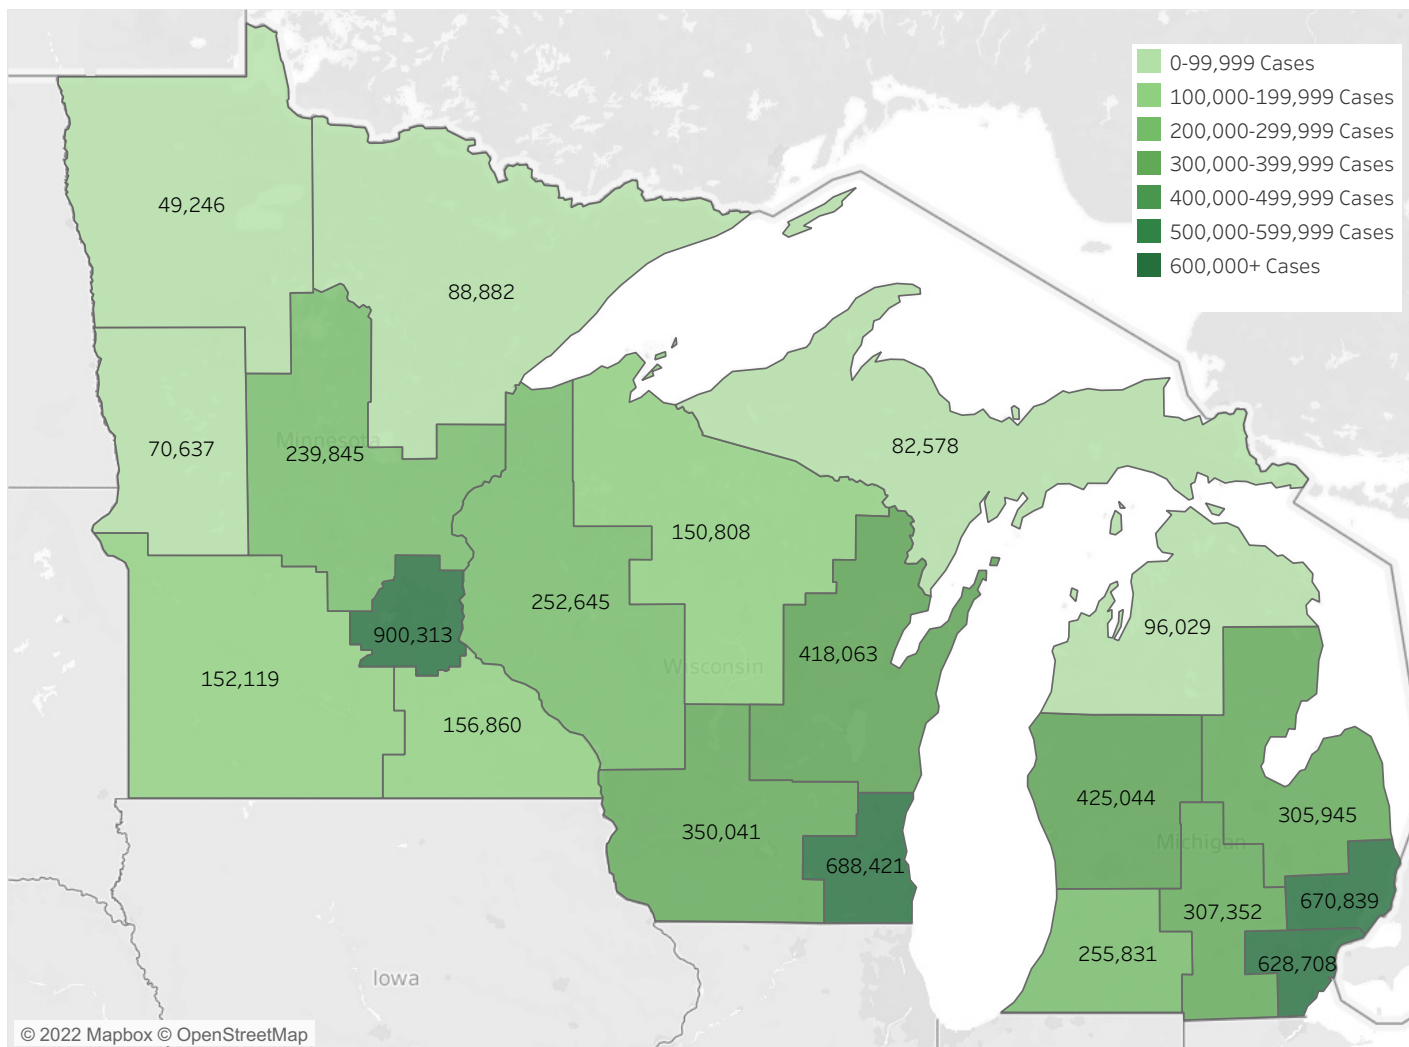 0-99,999 Cases
100,000-199,999 Cases
200,000-299,999 Cases
300,000-399,999 Cases
400,000-499,999 Cases
500,000-599,999 Cases
600,000+ Cases
49,246
88,882
70,637
Minnesota
239,845
82,578
150,808
252,645
900,313
418,063
96,029
152,119
Wisconsin
156,860
425,044
305,945
350,041
Michigan
688,421
670,839
307,352
255,831
628,708
Iowa
© 2022 Mapbox © OpenStreetMap